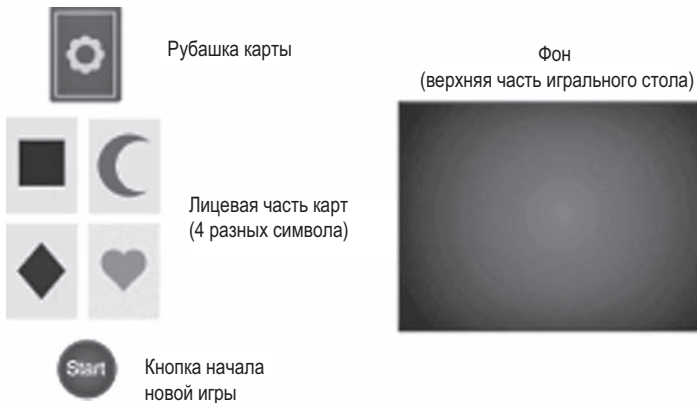 Рубашка карты
Фон
(верхняя часть игрального стола)
Лицевая часть карт
(4 разных символа)
Start
Кнопка начала
новой игры